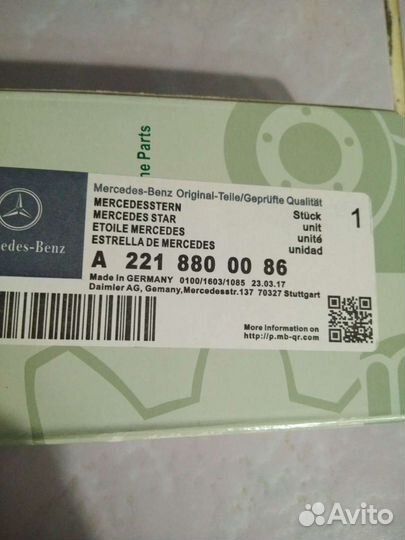 ne Parts
Mercedes-Benz Original-Teile/Geprüfte Qualität
MERCEDESSTERN Stück 1
MERCEDES STAR unit
ETOILE MERCEDES unité
ESTRELLA DE MERCEDES unidad
edes-Benz
A 221 880 00 86
Made in GERMANY 0100/1603/1085 23.03.17
Daimler AG, Gemany,Mercedesstr.137 70327 Stuttgart
More Information on
http://p.mb-qr.com/
Avito